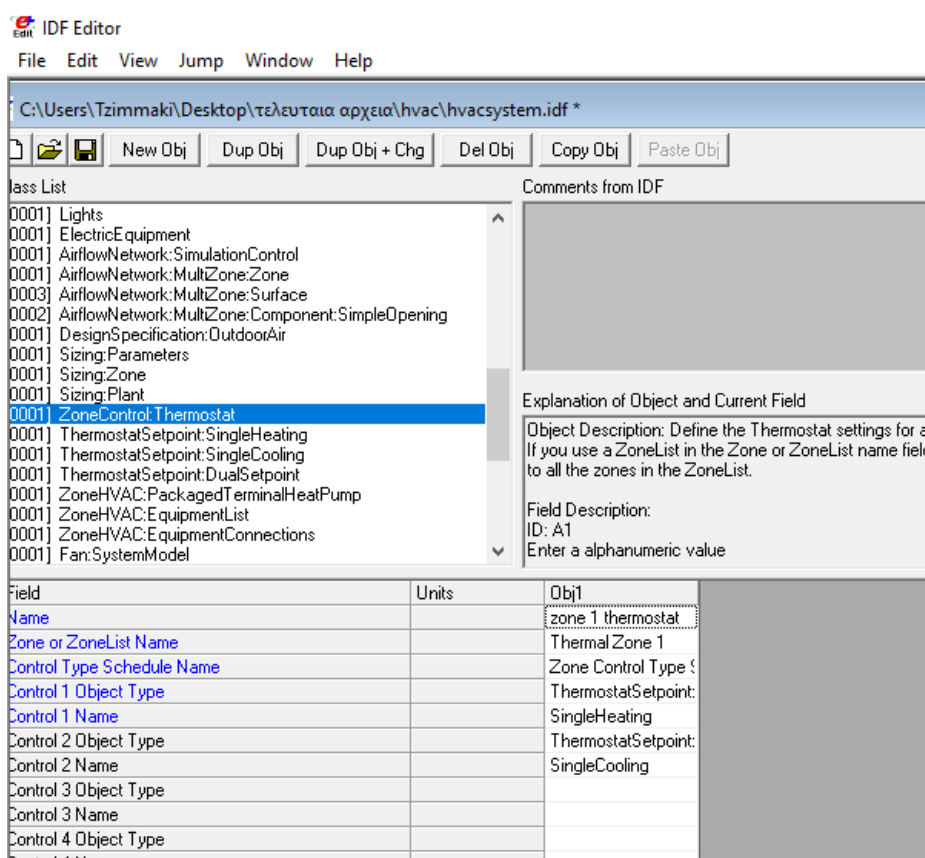 IDF Editor
File Edit View Jump Window Help
C:\Users\Tzimmaki\Desktop\τελευταια αρχεια\hvac\hvacsystem.idf *
New Obj Dup Obj Dup Obj + Chg Del Obj Copy Obj Paste Obj
lass List
0001] Lights
0001] ElectricEquipment
0001] AirflowNetwork:SimulationControl
0001] AirflowNetwork:MultiZone:Zone
0003] AirflowNetwork:MultiZone:Surface
0002] AirflowNetwork:MultiZone:Component:SimpleOpening
0001] DesignSpecification:OutdoorAir
0001] Sizing:Parameters
0001] Sizing:Zone
0001] Sizing:Plant
0001] ZoneControl:Thermostat
0001] ThermostatSetpoint:SingleHeating
0001] ThermostatSetpoint:SingleCooling
0001] ThermostatSetpoint:DualSetpoint
0001] ZoneHVAC:PackagedTerminalHeatPump
0001] ZoneHVAC:EquipmentList
0001] ZoneHVAC:EquipmentConnections
0001] Fan:SystemModel
Comments from IDF
Explanation of Object and Current Field
Object Description: Define the Thermostat settings for a
If you use a ZoneList in the Zone or ZoneList name fiel
to all the zones in the ZoneList.
Field Description:
ID: A1
Enter a alphanumeric value
Field Units Obj1
Name zone 1 thermostat
Zone or ZoneList Name Thermal Zone 1
Control Type Schedule Name Zone Control Type S
Control 1 Object Type ThermostatSetpoint:
Control 1 Name SingleHeating
Control 2 Object Type ThermostatSetpoint:
Control 2 Name SingleCooling
Control 3 Object Type
Control 3 Name
Control 4 Object Type